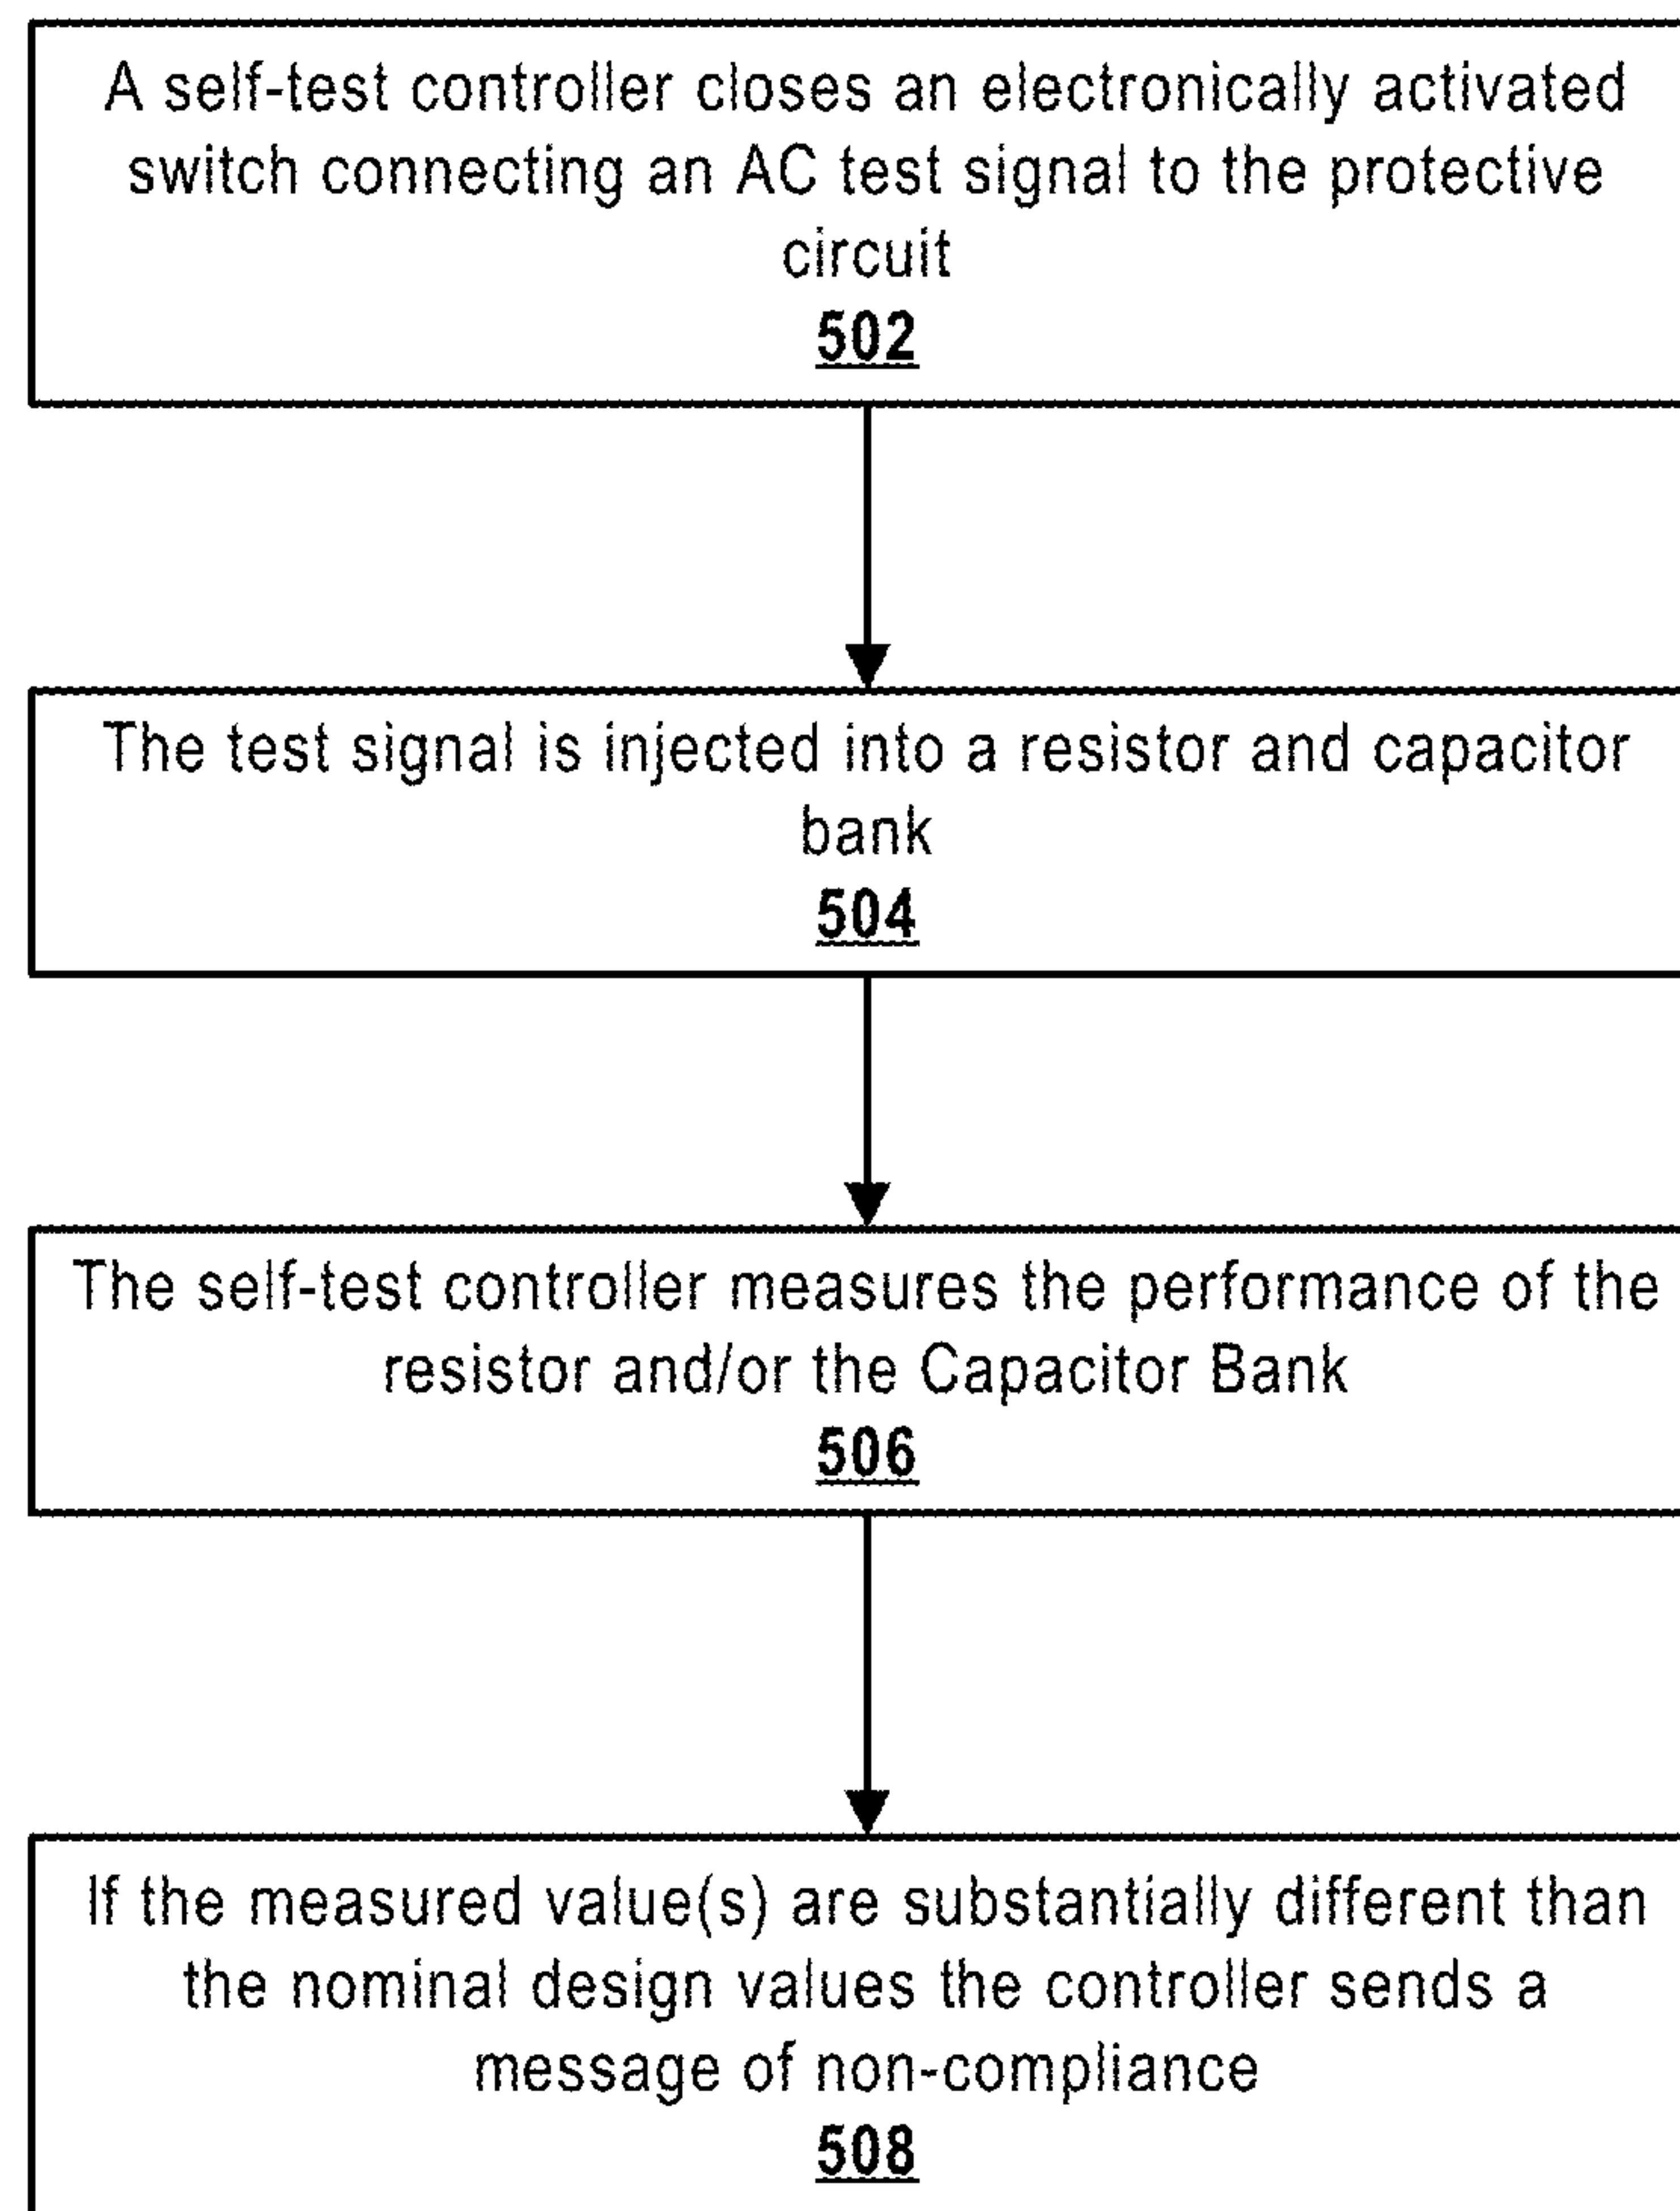 A self-test controller closes an electronically activated
switch connecting an AC test signal to the protective
circuit
502
The test signal is injected into a resistor and capacitor
bank
504
The self-test controller measures the performance of the
resistor and/or the Capacitor Bank
506
If the measured value(s) are substantially different than
the nominal design values the controller sends a
message of non-compliance
508